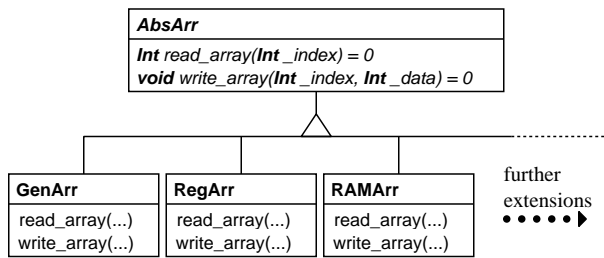 AbsArr
Int read_array(Int _index) = 0
void write_array(Int _index, Int _data) = 0
GenArr
read_array(...)
write_array(...)
RegArr
read_array(...)
write_array(...)
RAMArr
read_array(...)
write_array(...)
further
extensions